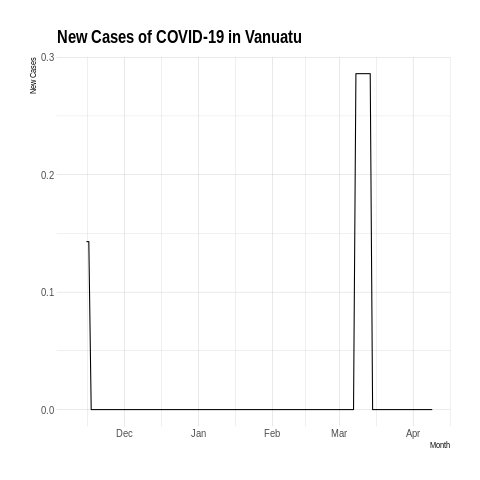 New Cases of COVID-19 in Vanuatu
New Cases
0.3
0.2
0.1
0.0
Dec Jan Feb Mar Apr
Month